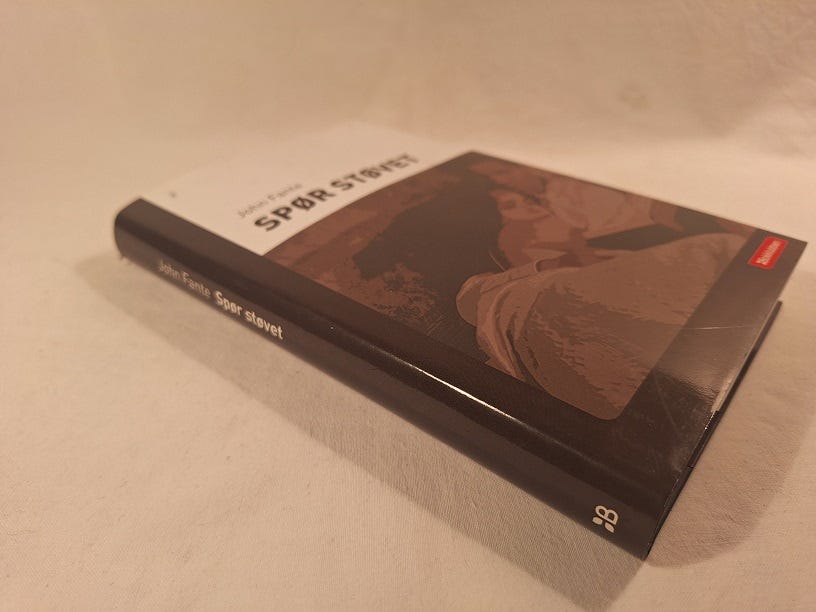 John Fante
SPØR STØVET
John Fante Spør støvet
B